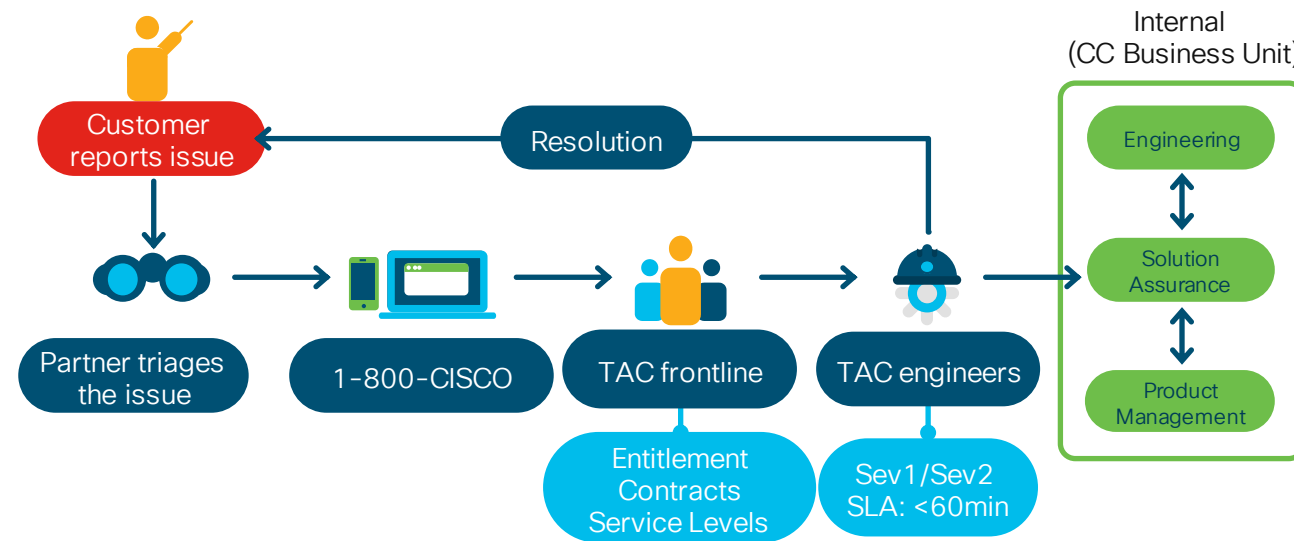 Internal
(CC Business Unit)
Customer
reports issue
Resolution
Engineering
Solution
Assurance
Product
Management
Partner triages
the issue
1-800-CISCO
TAC frontline
TAC engineers
Entitlement
Contracts
Service Levels
Sev1/Sev2
SLA: <60min